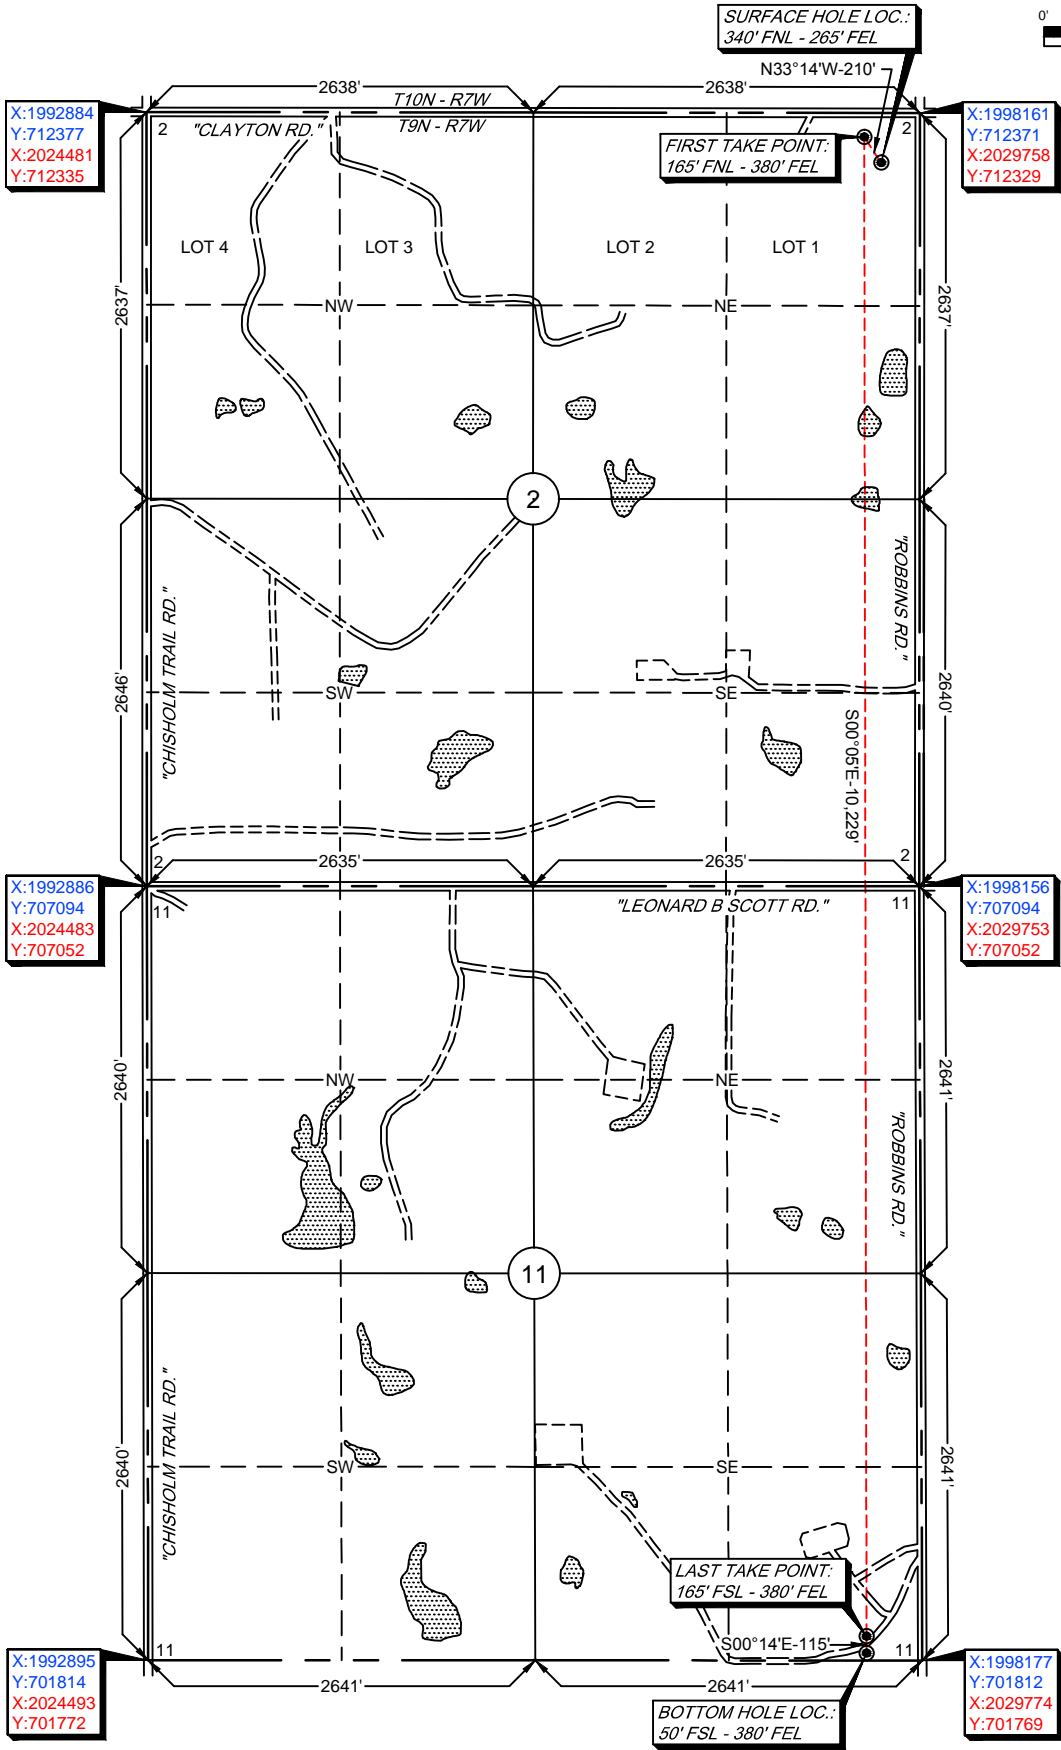 SURFACE HOLE LOC.:
340' FNL - 265' FEL
0'
N33°14'W-210'
2638'
T10N - R7W
2638'
X:1992884
Y:712377
X:2024481
Y:712335
2
"CLAYTON RD."
T9N - R7W
FIRST TAKE POINT:
165' FNL - 380' FEL
2
X:1998161
Y:712371
X:2029758
Y:712329
LOT 4
LOT 3
LOT 2
LOT 1
2637'
NW
NE
2637'
2
"CHISHOLM TRAIL RD."
"ROBBINS RD."
2646'
SW
SE
2640'
S00°05'E-10,229'
2
2635'
2635'
2
X:1992886
Y:707094
X:2024483
Y:707052
11
"LEONARD B SCOTT RD."
11
X:1998156
Y:707094
X:2029753
Y:707052
2640'
NW
NE
2641'
"ROBBINS RD."
11
"CHISHOLM TRAIL RD."
2640'
SW
SE
2641'
LAST TAKE POINT:
165' FSL - 380' FEL
S00°14'E-115'
11
11
X:1992895
Y:701814
X:2024493
Y:701772
2641'
2641'
X:1998177
Y:701812
X:2029774
Y:701769
BOTTOM HOLE LOC.:
50' FSL - 380' FEL